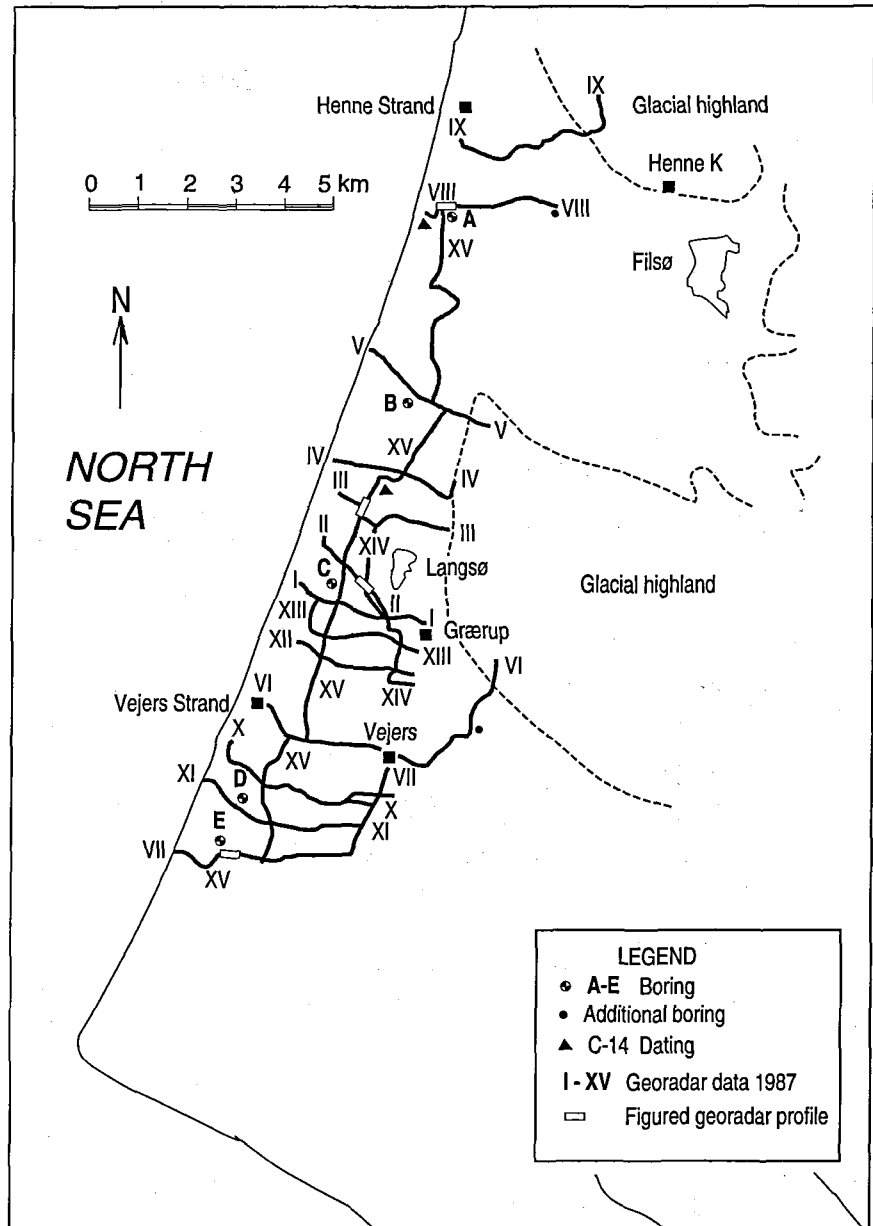 IX
Henne Strand
Glacial highland
IX
Henne K
0 1 2 3 4 5 km
VIII
A
VIII
XV
Filsø
N
V
B
V
XV
NORTH
SEA
IV
III
IV
II
XIV
III
C
Langsø
Glacial highland
I
II
I
XIII
Grærup
XII
XIII
VI
XV
XIV
VI
Vejers Strand
X
Vejers
XV
VII
XI
D
X
E
XI
VII
XV
LEGEND
A-E Boring
Additional boring
C-14 Dating
I - XV Georadar data 1987
Figured georadar profile